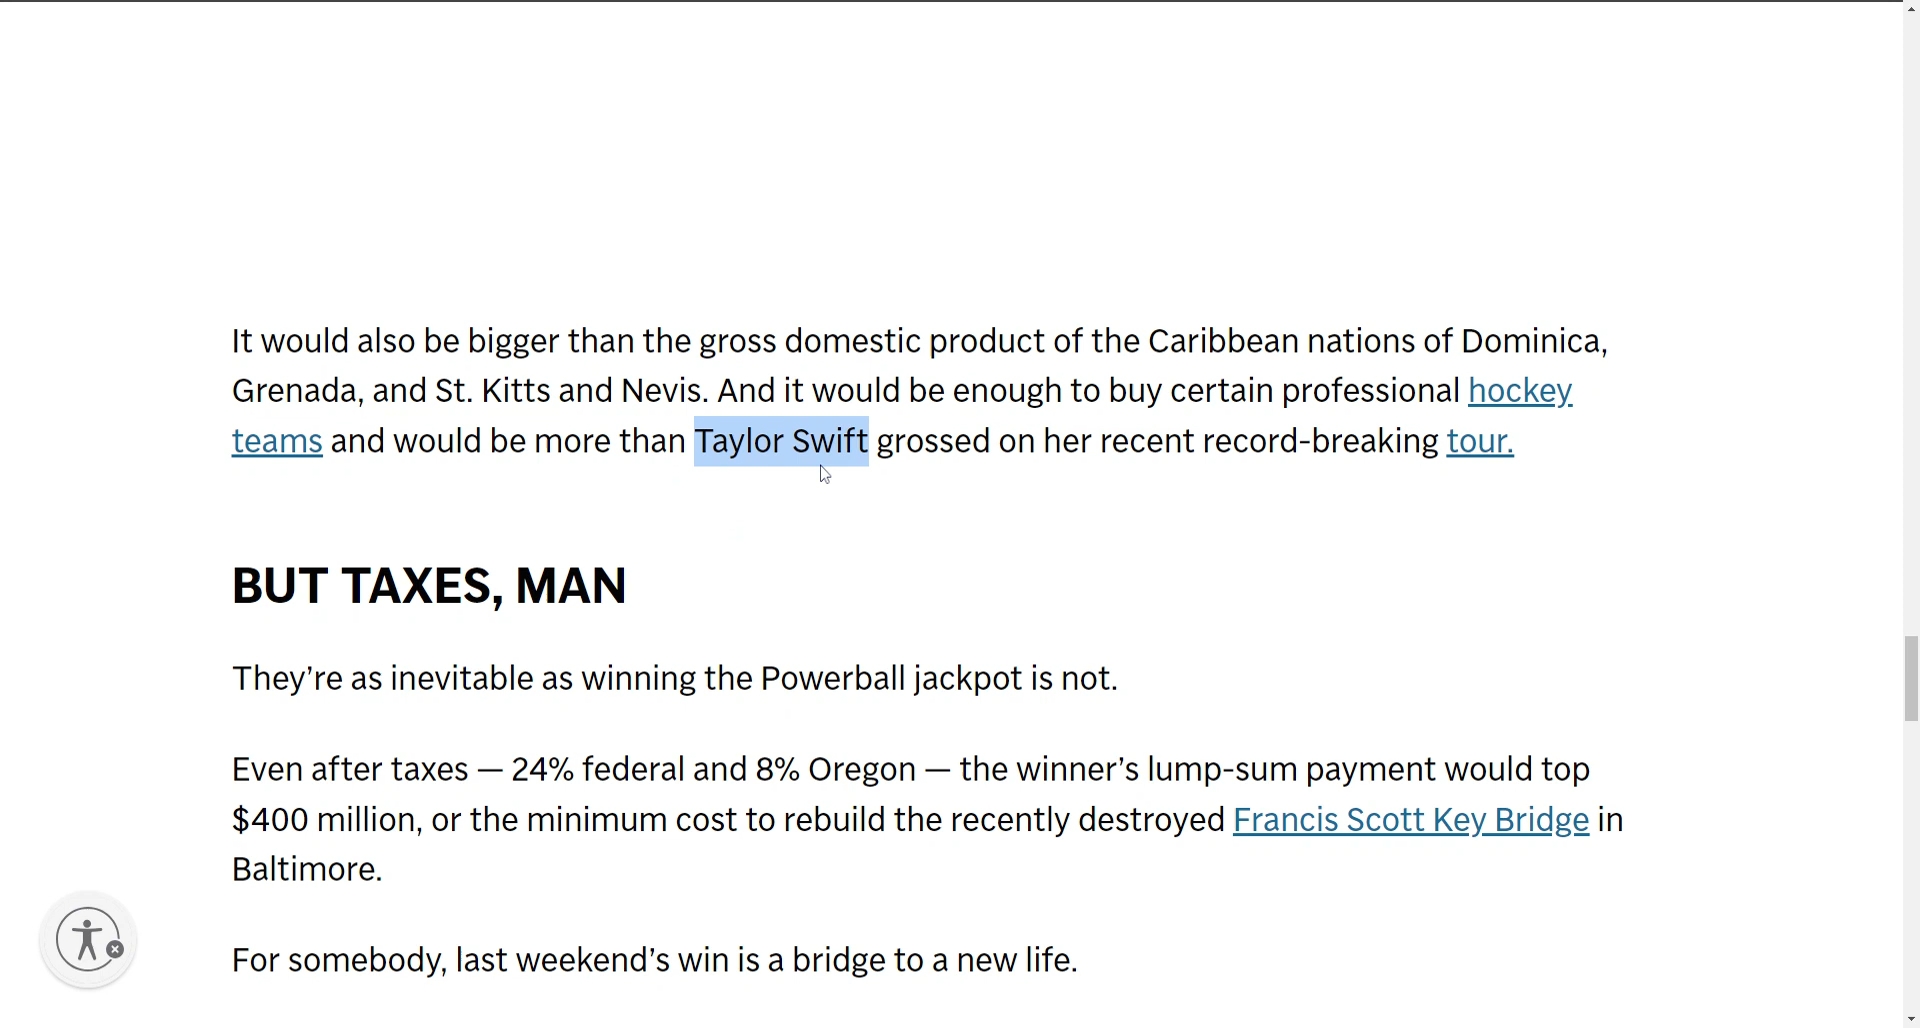 It would also be bigger than the gross domestic product of the Caribbean nations of Dominica,
Grenada, and St. Kitts and Nevis. And it would be enough to buy certain professional hockey
teams and would be more than Taylor Swift grossed on her recent record-breaking tour.
BUT TAXES, MAN
They’re as inevitable as winning the Powerball jackpot is not.
Even after taxes — 24% federal and 8% Oregon — the winner’s lump-sum payment would top
$400 million, or the minimum cost to rebuild the recently destroyed Francis Scott Key Bridge in
Baltimore.
For somebody, last weekend’s win is a bridge to a new life.